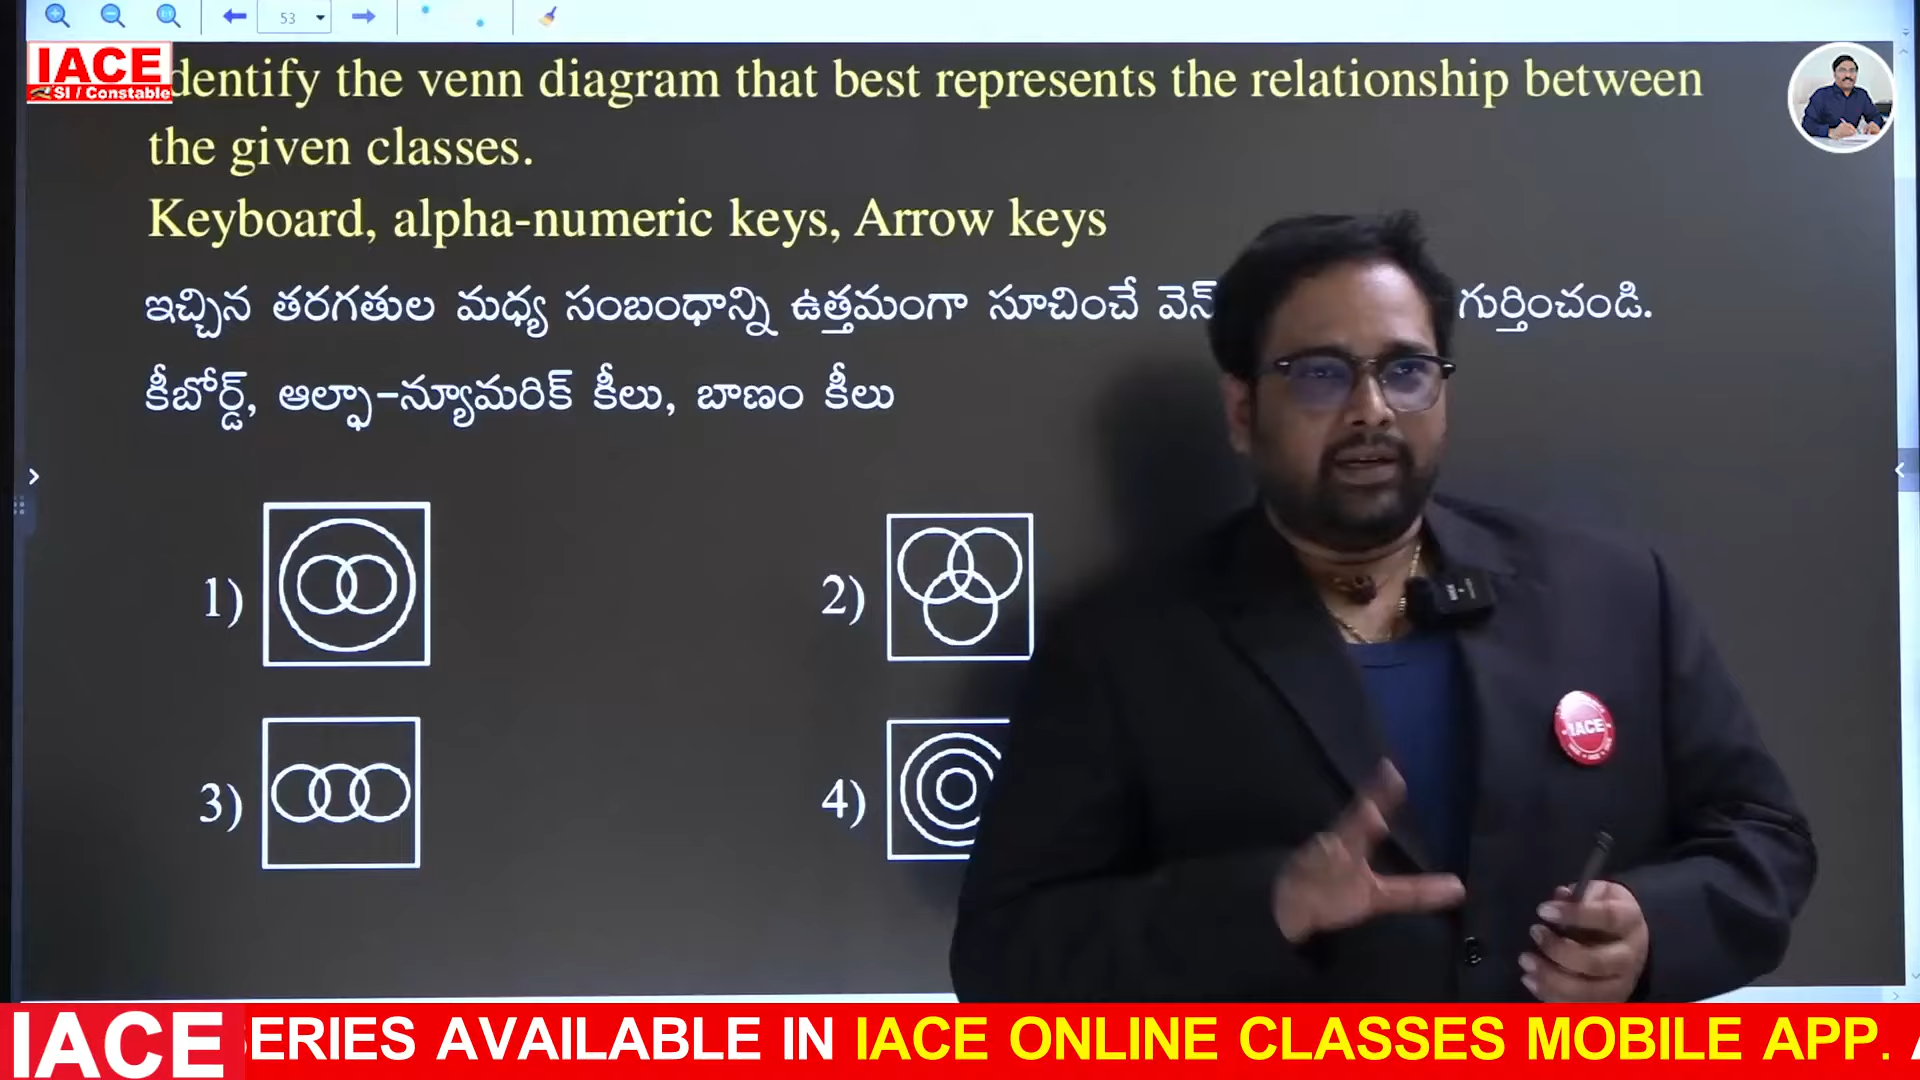 53
IACE
SI / Constable
dentify the venn diagram that best represents the relationship between
the given classes.
Keyboard, alpha-numeric keys, Arrow keys
ఇచ్చిన తరగతుల మధ్య సంబంధాన్ని ఉత్తమంగా సూచించే వెన్ గుర్తించండి.
కీబోర్డ్, ఆల్ఫా-న్యూమరిక్ కీలు, బాణం కీలు
1)
2)
3)
4)
IACE
IACE
ERIES AVAILABLE IN IACE ONLINE CLASSES MOBILE APP.